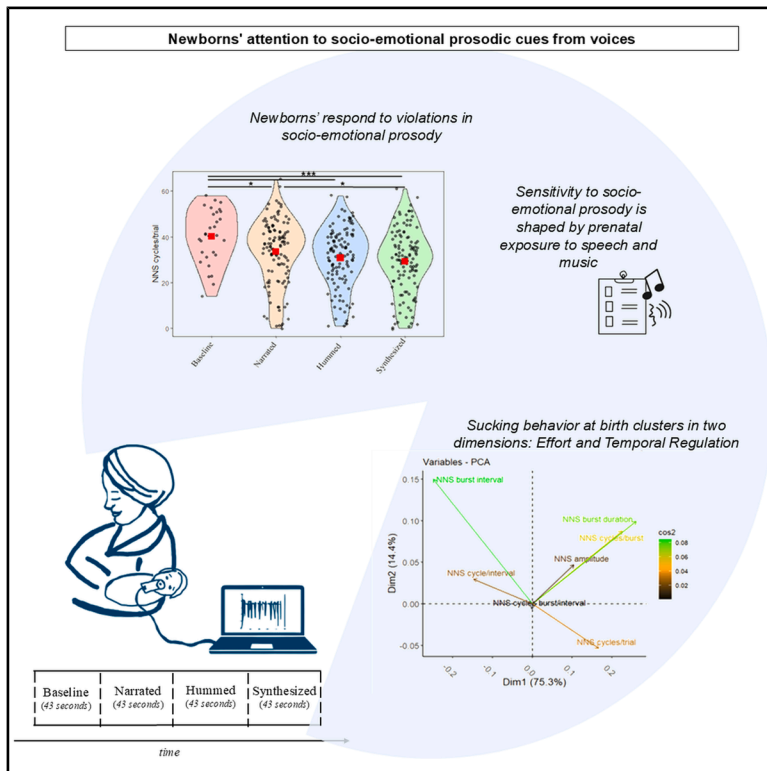 Newborns' attention to socio-emotional prosodic cues from voices
Newborns' respond to violations in
socio-emotional prosody
***
*
*
NNS cycles/trial
60
40
20
0
Baseline
Narrated
Hummed
Synthesized
Sensitivity to socio-
emotional prosody is
shaped by prenatal
exposure to speech and
music
Sucking behavior at birth clusters in two
dimensions: Effort and Temporal Regulation
Variables - PCA
Dim2 (14.4%)
0.15
0.10
0.05
0.00
-0.05
NNS burst interval
NNS burst duration
NNS cycles/burst
NNS amplitude
NNS cycle/interval
NNS cycles burst/interval
NNS cycles/trial
-0.2
-0.1
0.0
0.1
0.2
Dim1 (75.3%)
cos2
0.08
0.06
0.04
0.02
Baseline
(43 seconds)
Narrated
(43 seconds)
Hummed
(43 seconds)
Synthesized
(43 seconds)
time